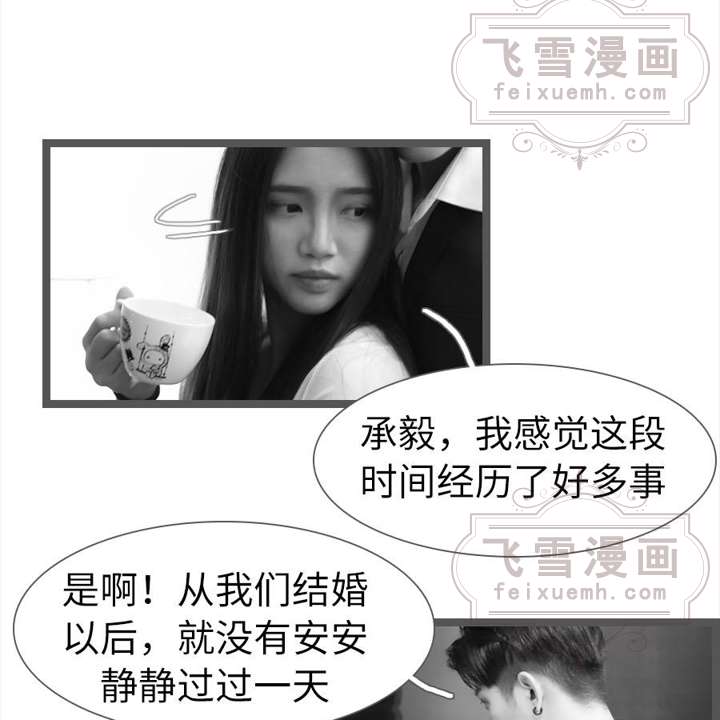 飞雪漫画
feixuemh.com
承毅，我感觉这段
时间经历了好多事
飞雪漫画
feixuemh.com
是啊！从我们结婚
以后，就没有安安
静静过过一天